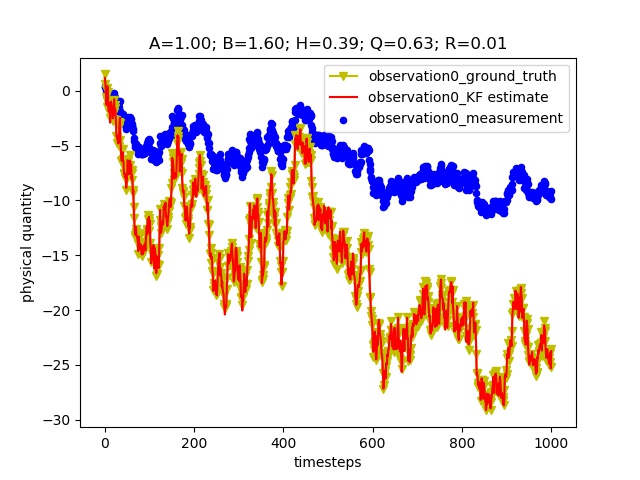 A=1.00; B=1.60; H=0.39; Q=0.63; R=0.01
observation0_ground_truth
observation0_KF estimate
observation0_measurement
physical quantity
0
−5
−10
−15
−20
−25
−30
0 200 400 600 800 1000
timesteps